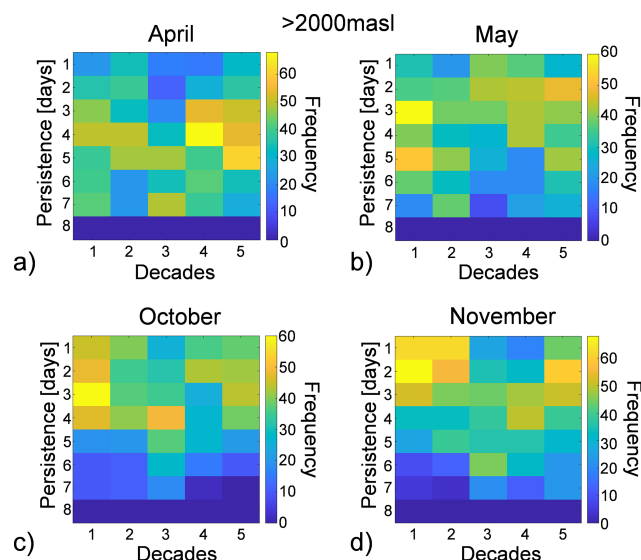 >2000masl
April
Persistence [days]
1
2
3
4
5
6
7
8
1 2 3 4 5
Decades
60
50
40
30
20
10
0
Frequency
a)
May
Persistence [days]
1
2
3
4
5
6
7
8
1 2 3 4 5
Decades
60
50
40
30
20
10
0
Frequency
b)
October
Persistence [days]
1
2
3
4
5
6
7
8
1 2 3 4 5
Decades
60
50
40
30
20
10
0
Frequency
c)
November
Persistence [days]
1
2
3
4
5
6
7
8
1 2 3 4 5
Decades
60
50
40
30
20
10
0
Frequency
d)